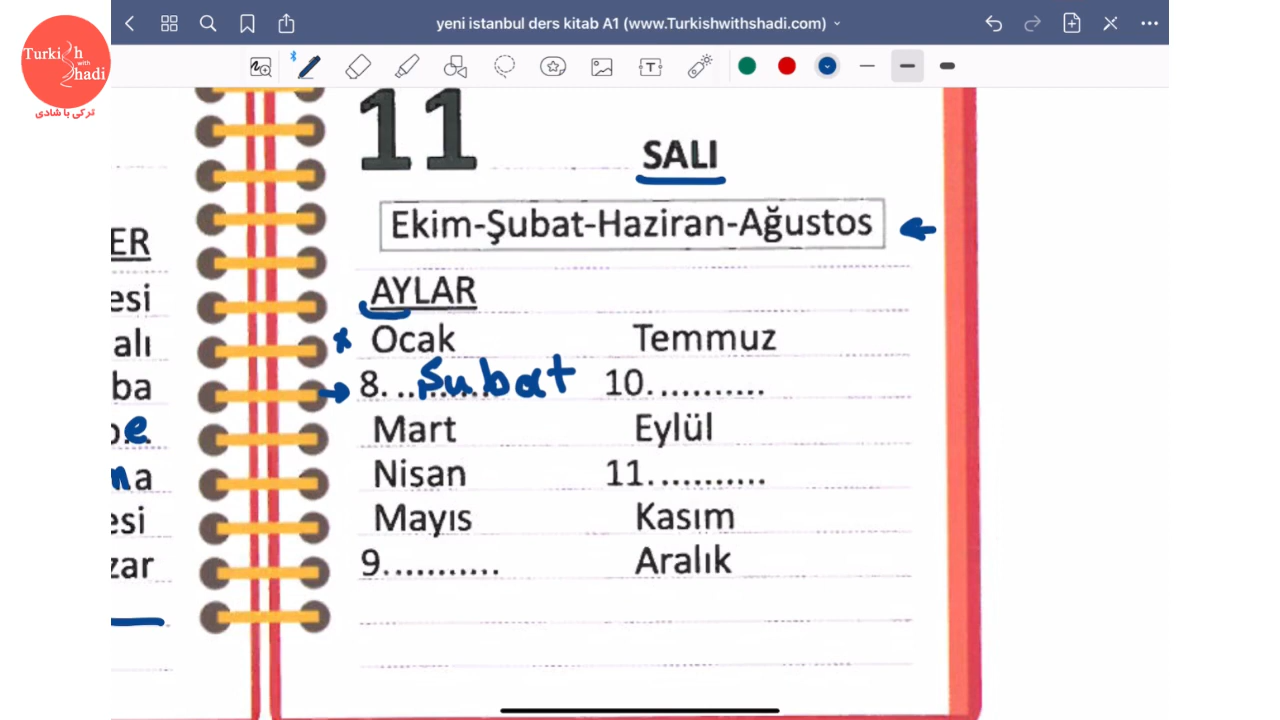 yeni istanbul ders kitab A1 (www.Turkishwithshadi.com)
Turkish
with
Shadi
ترکی با شادی
11
SALI
Ekim-Şubat-Haziran-Ağustos
AYLAR
Ocak
8. .......... Şubat
Mart
Nisan
Mayıs
9...........
Temmuz
10...........
Eylül
11...........
Kasım
Aralık
ER
esi
alı
ba
be
ma
esi
zar